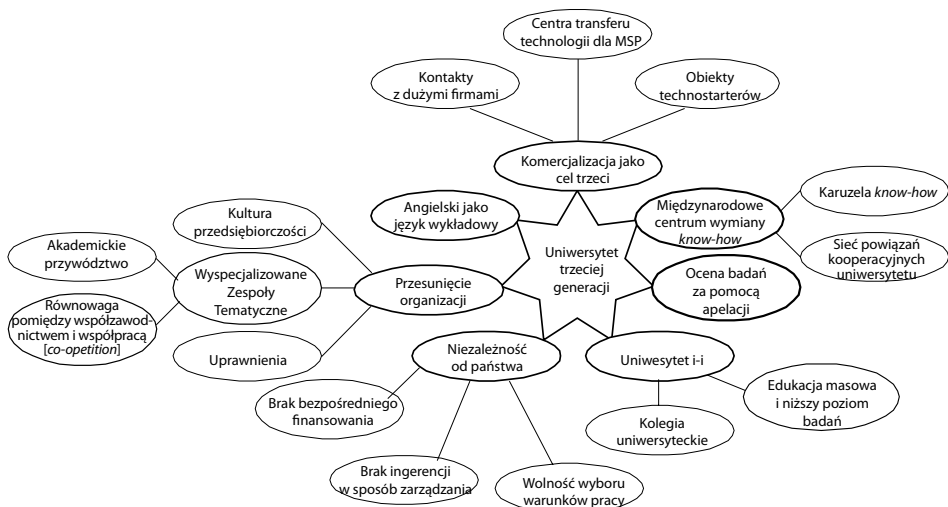 Centra transferu
technologii dla MSP
Kontakty
z dużymi firmami
Obiekty
technostarterów
Komercjalizacja jako
cel trzeci
Angielski jako
język wykładowy
Międzynarodowe
centrum wymiany
know-how
Karuzela know-how
Sieć powiązań
kooperacyjnych
uniwersytetu
Kultura
przedsiębiorczości
Akademickie
przywództwo
Wyspecjalizowane
Zespoły
Tematyczne
Równowaga
pomiędzy współzawod-
nictwem i współpracą
[co-opetition]
Uprawnienia
Przesunięcie
organizacji
Uniwersytet
trzeciej
generacji
Ocena badań
za pomocą
apelacji
Niezależność
od państwa
Uniwesytet i-i
Brak bezpośredniego
finansowania
Brak ingerencji
w sposób zarządzania
Wolność wyboru
warunków pracy
Kolegia
uniwersyteckie
Edukacja masowa
i niższy poziom
badań